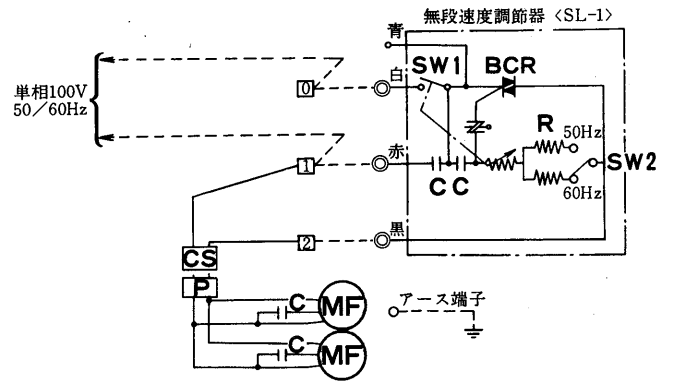 無段速度調節器〈SL-1〉
青
白
SW1
BCR
単相100V
50/60Hz
0
赤
R
50Hz
SW2
1
C C
60Hz
黒
2
CS
P
C
MF
アース端子
C
MF